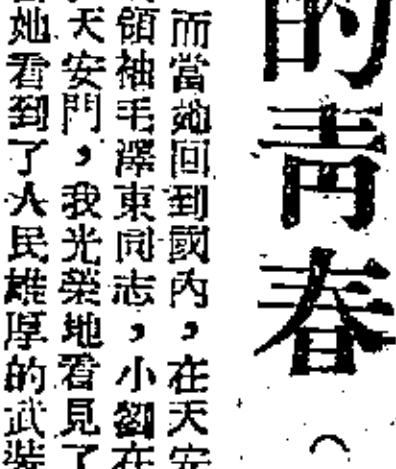 的青春（
而當她回到國內，在天安
領袖毛澤東同志，小劉在
天安門，我光榮地看見了
她看到了人民雄厚的武裝